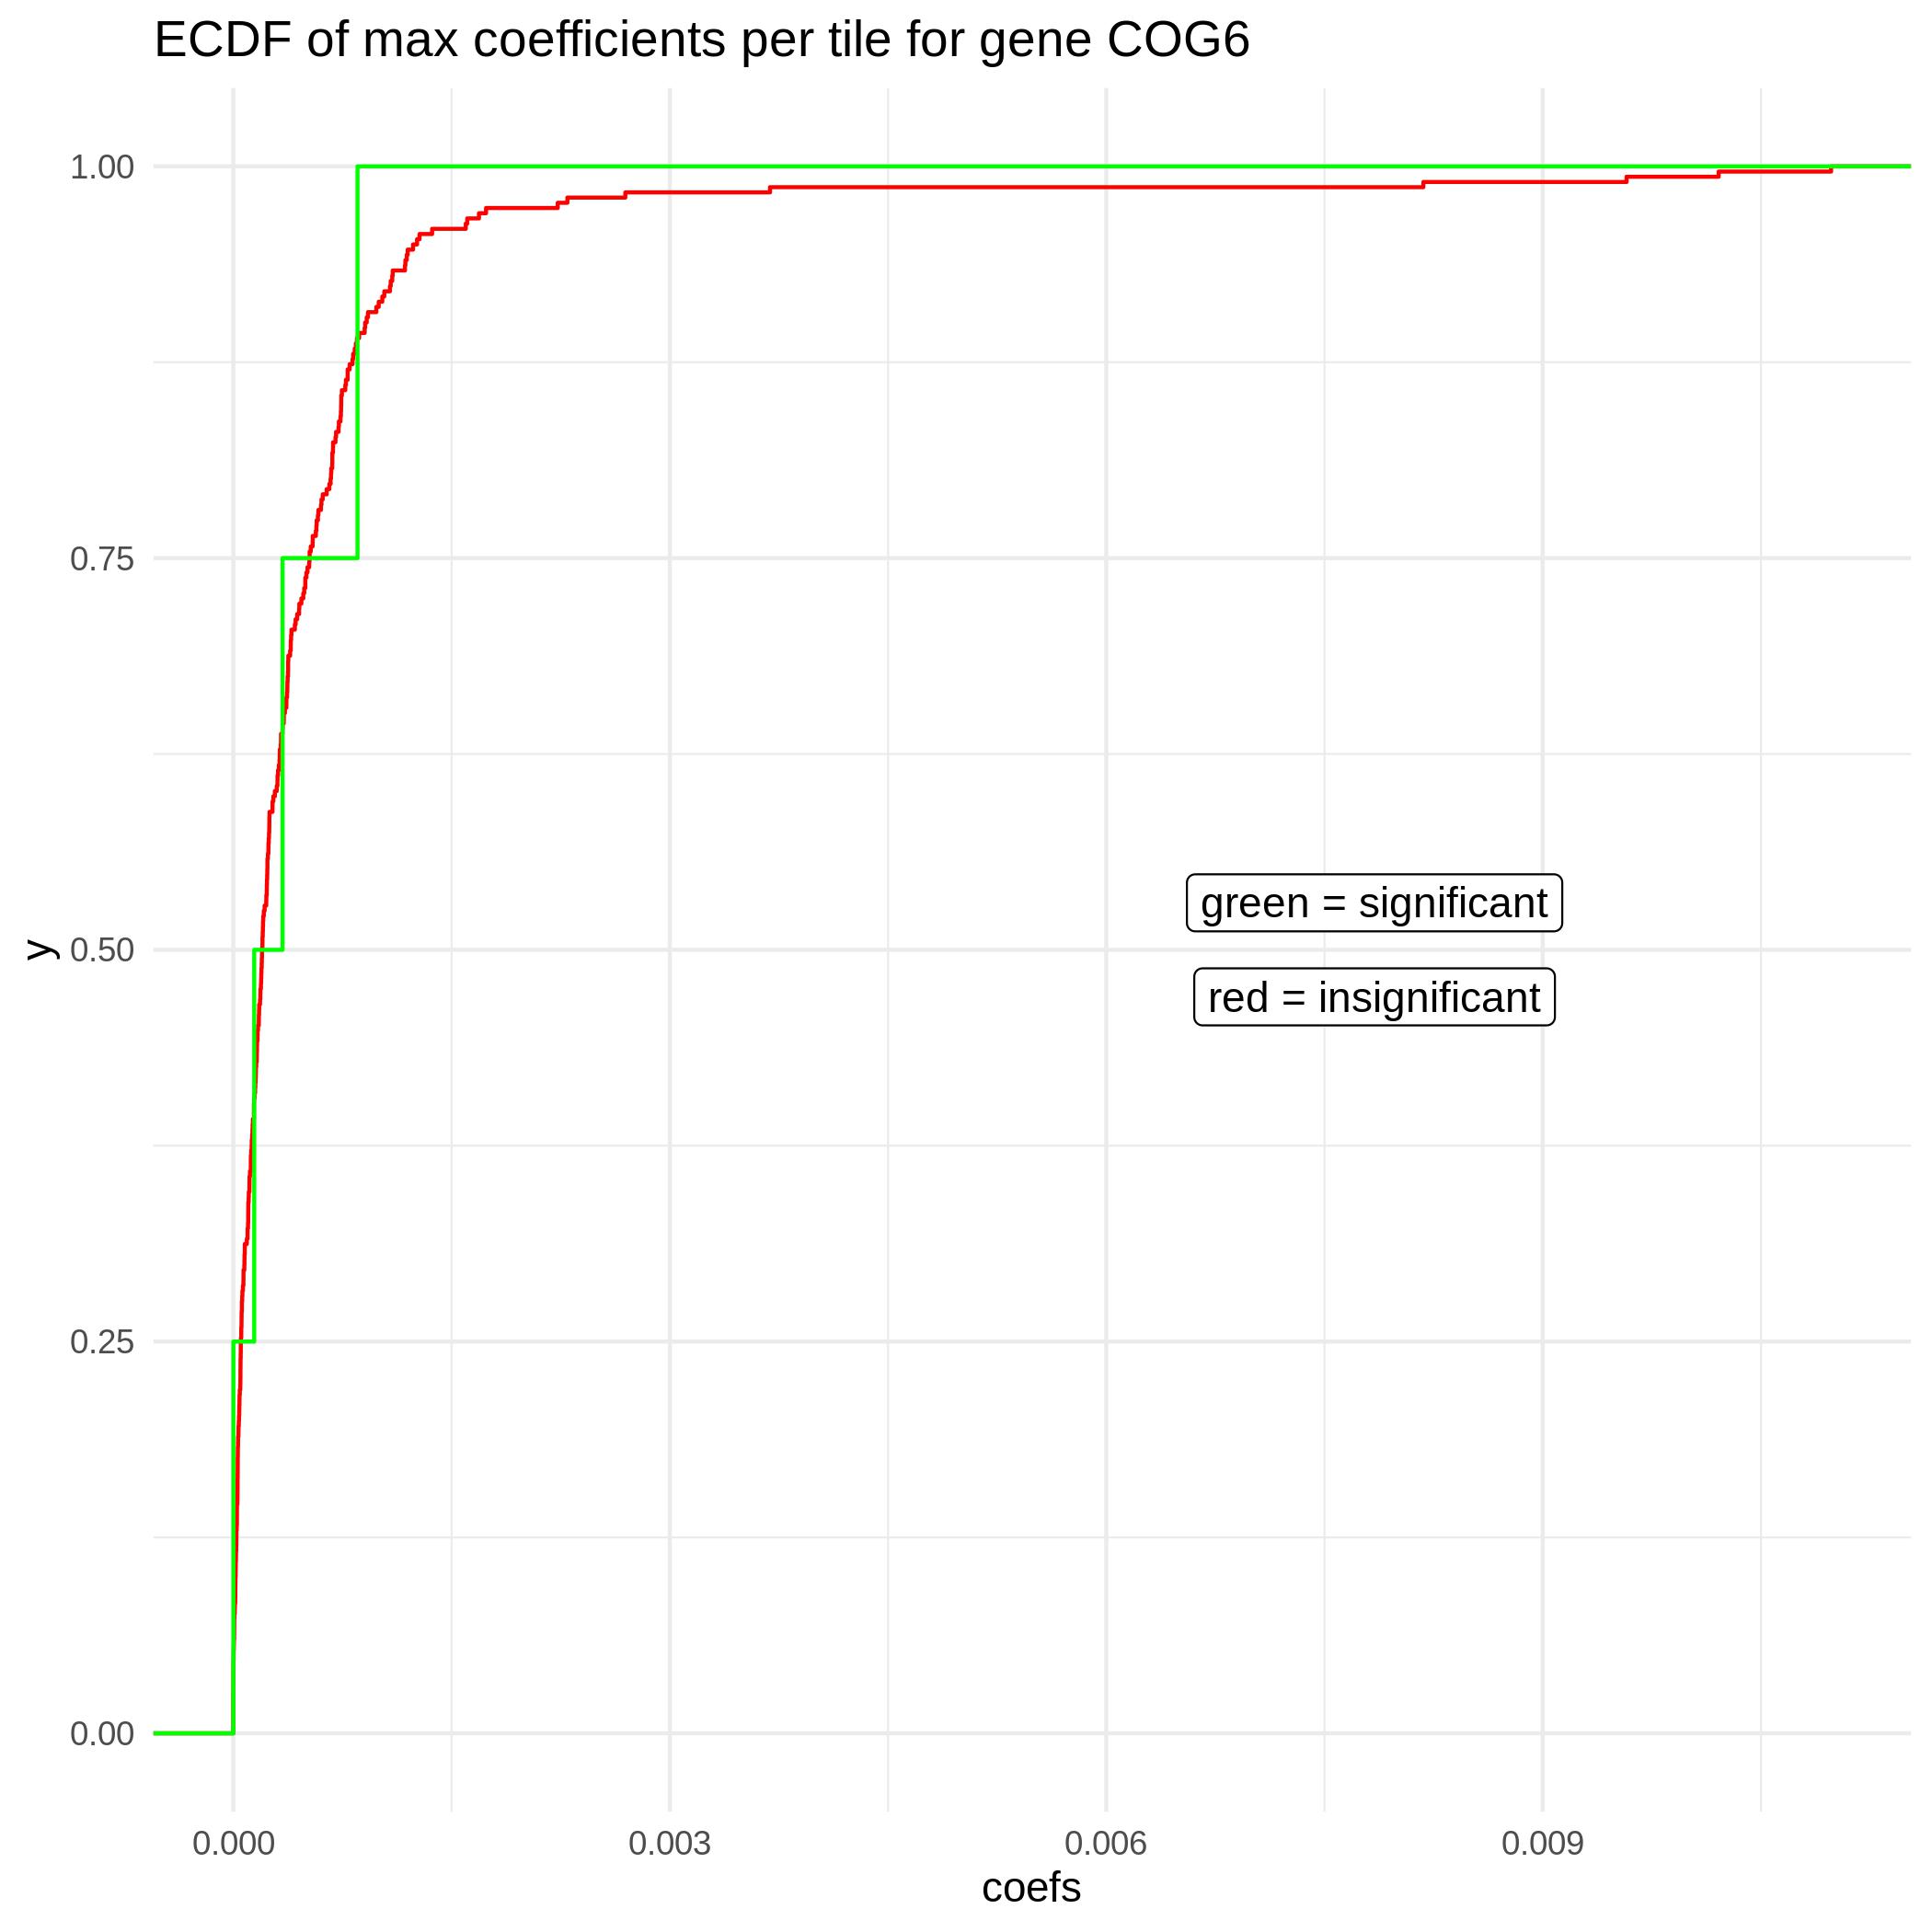 ECDF of max coefficients per tile for gene COG6
1.00
0.75
0.50
0.25
0.00
y
green = significant
red = insignificant
0.000
0.003
0.006
0.009
coefs